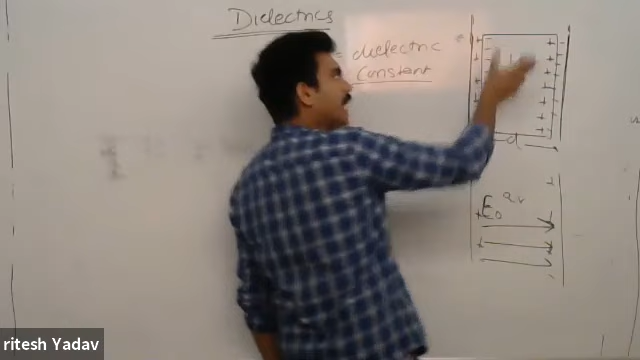 Dielectrics
= dielectric
constant
d
E₀
ritesh Yadav